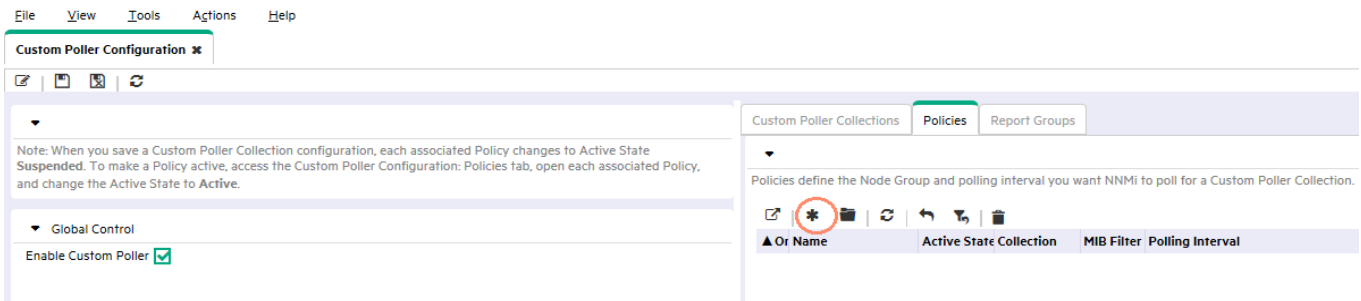 File View Tools Actions Help
Custom Poller Configuration
Note: When you save a Custom Poller Collection configuration, each associated Policy changes to Active State
Suspended. To make a Policy active, access the Custom Poller Configuration: Policies tab, open each associated Policy,
and change the Active State to Active.
Global Control
Enable Custom Poller
Custom Poller Collections Policies Report Groups
Policies define the Node Group and polling interval you want NNMi to poll for a Custom Poller Collection.
Or Name Active State Collection MIB Filter Polling Interval